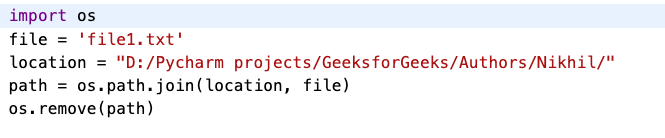 import os
file = 'file1.txt'
location = "D:/Pycharm projects/GeeksforGeeks/Authors/Nikhil/"
path = os.path.join(location, file)
os.remove(path)